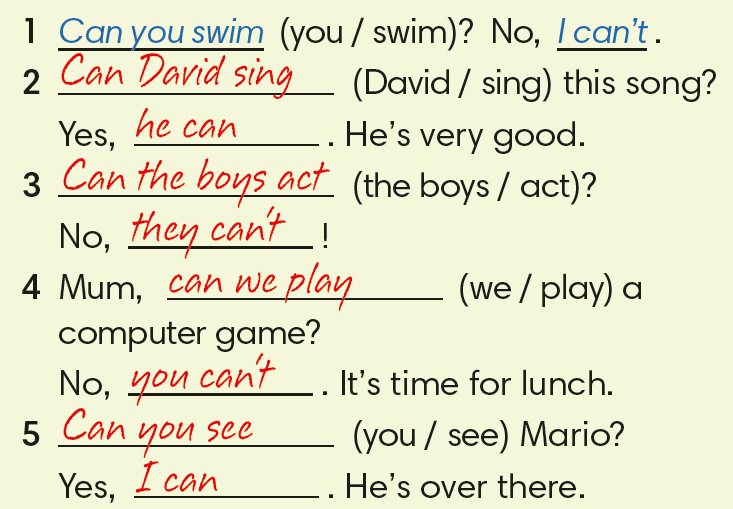 1 Can you swim (you / swim)? No, I can't.
2 Can David sing (David / sing) this song?
Yes, he can. He's very good.
3 Can the boys act (the boys / act)?
No, they can't!
4 Mum, can we play (we / play) a
computer game?
No, you can't. It's time for lunch.
5 Can you see (you / see) Mario?
Yes, I can. He's over there.